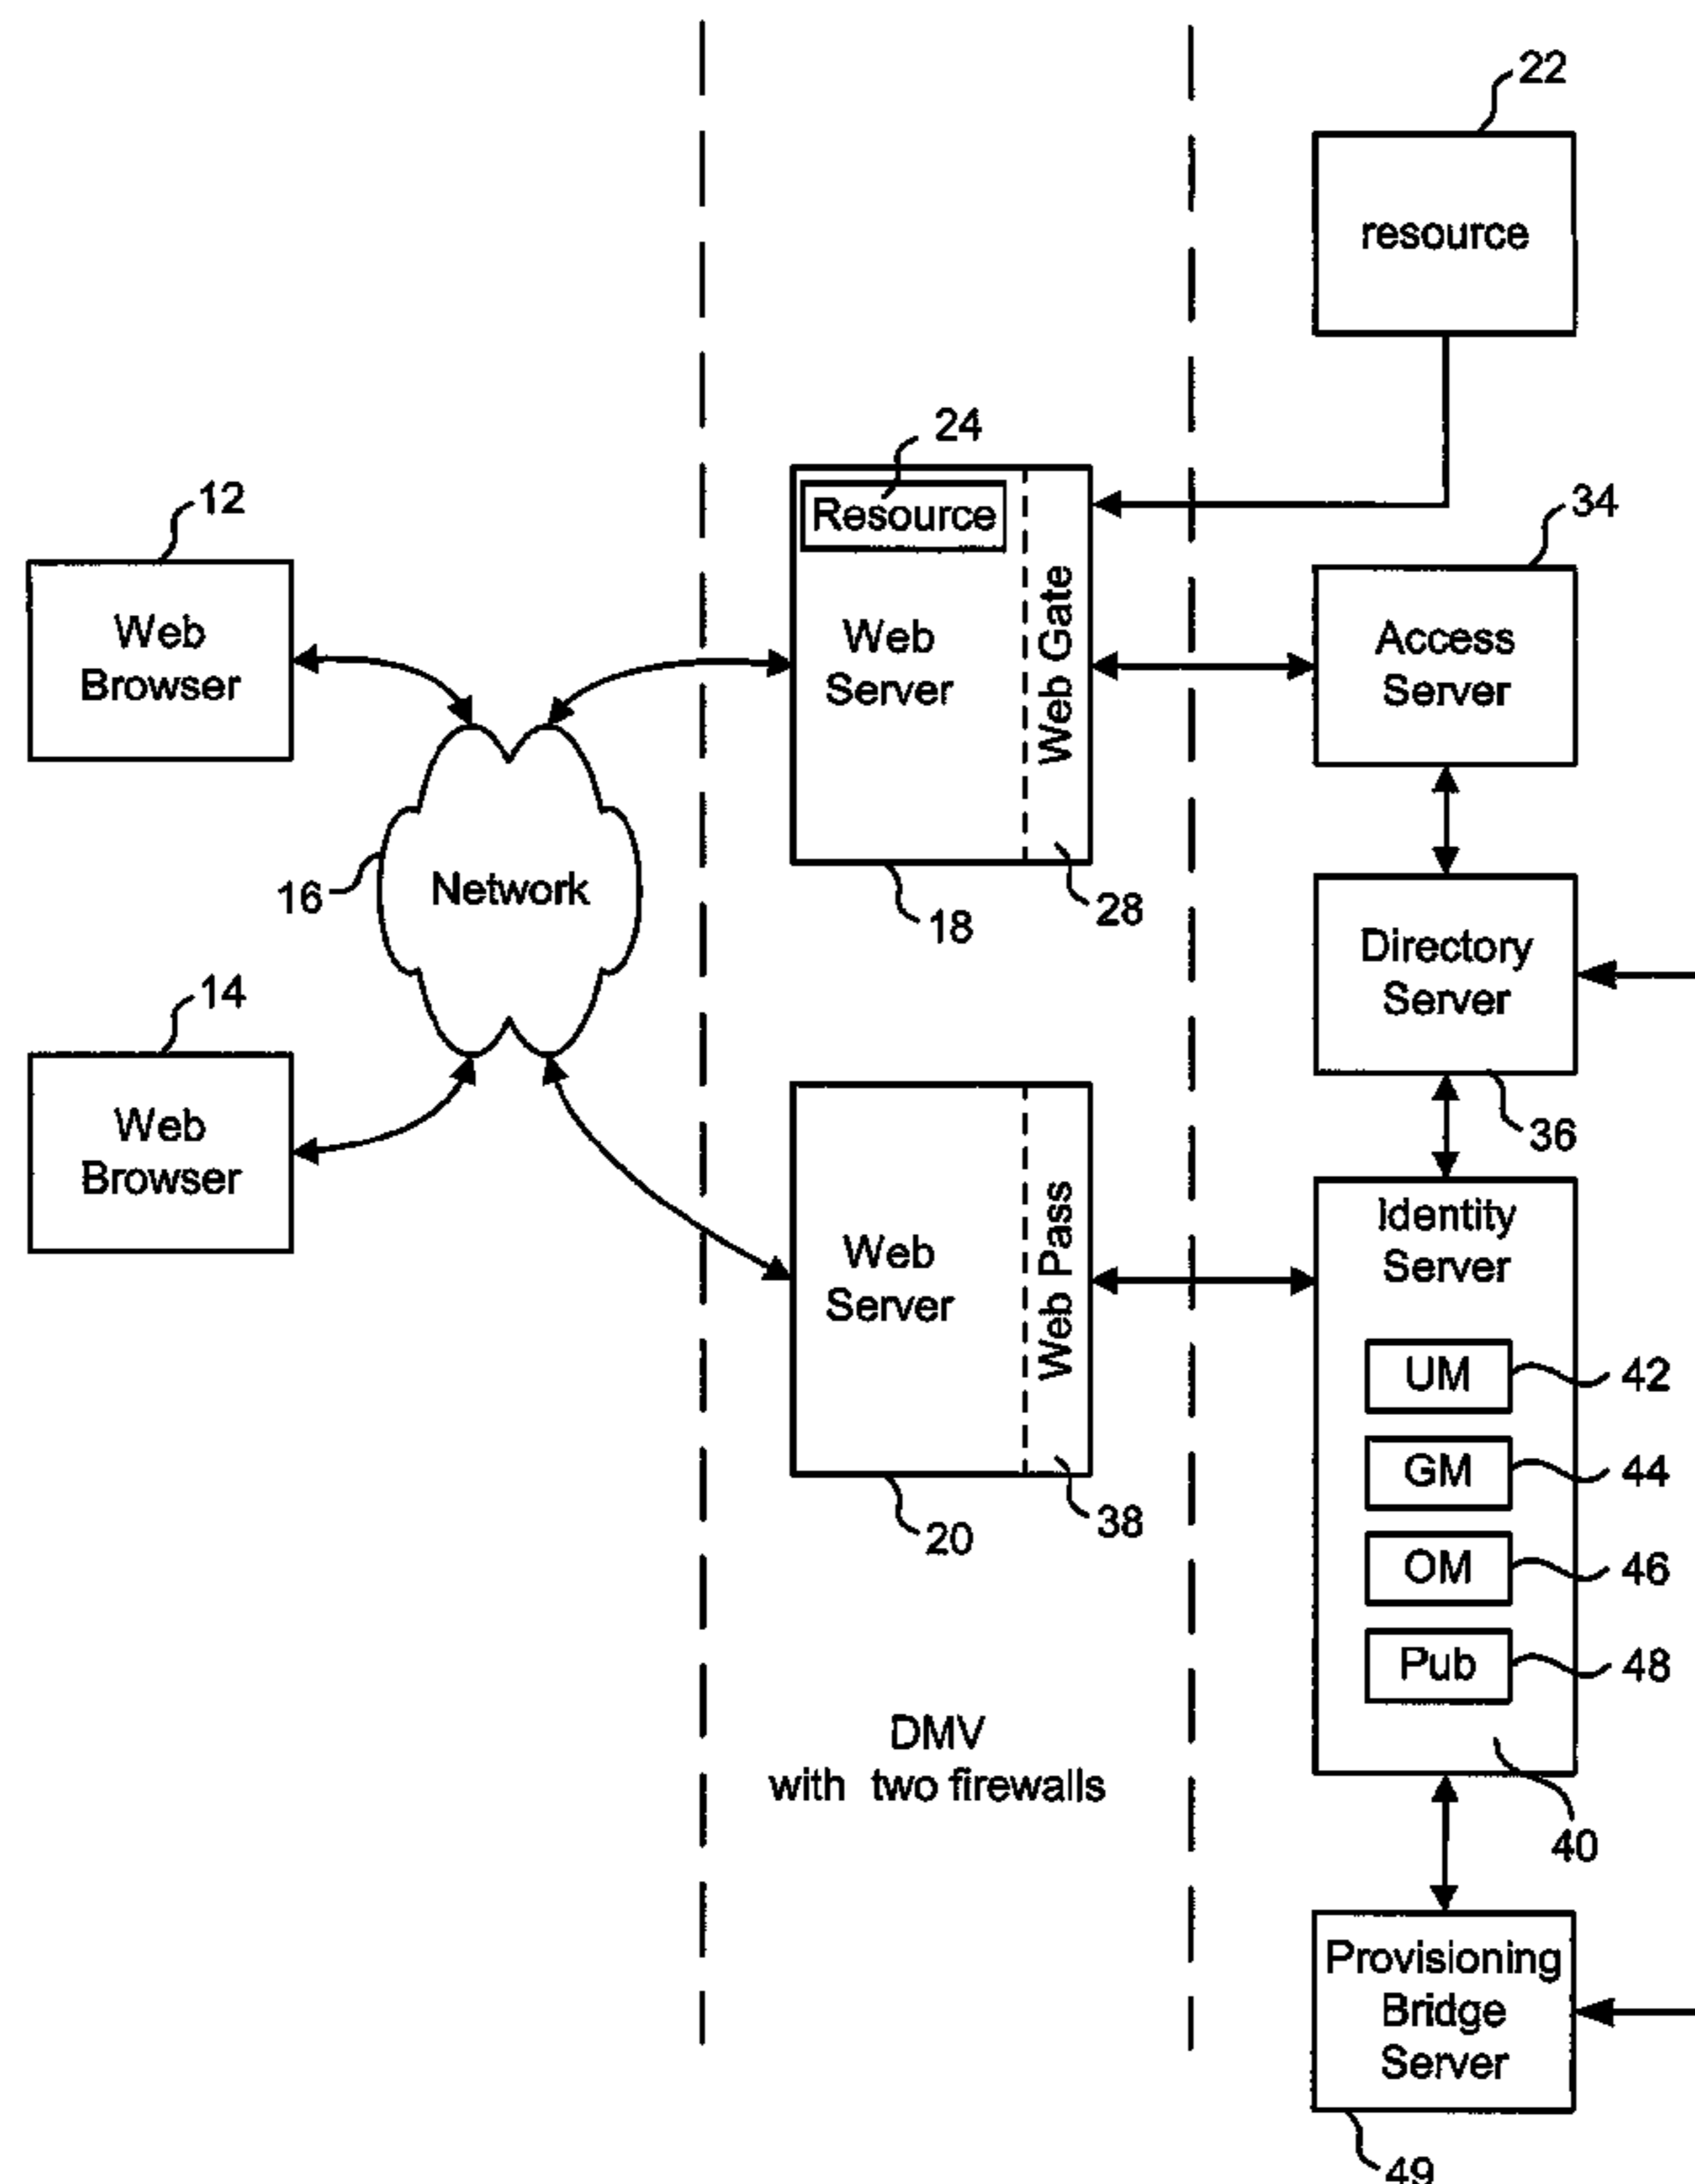 22
resource
24
Resource
12
34
Web
Browser
Web
Server
Web Gate
Access
Server
16
Network
18
28
Directory
Server
14
36
Web
Browser
Web
Server
Web Pass
Identity
Server
UM
42
GM
44
20
38
OM
46
Pub
48
DMV
with two firewalls
40
Provisioning
Bridge
Server
49